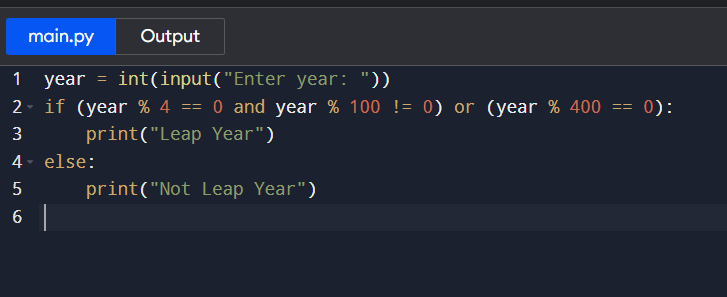 main.py Output
1 year = int(input("Enter year: "))
2 if (year % 4 == 0 and year % 100 != 0) or (year % 400 == 0):
3     print("Leap Year")
4 else:
5     print("Not Leap Year")
6